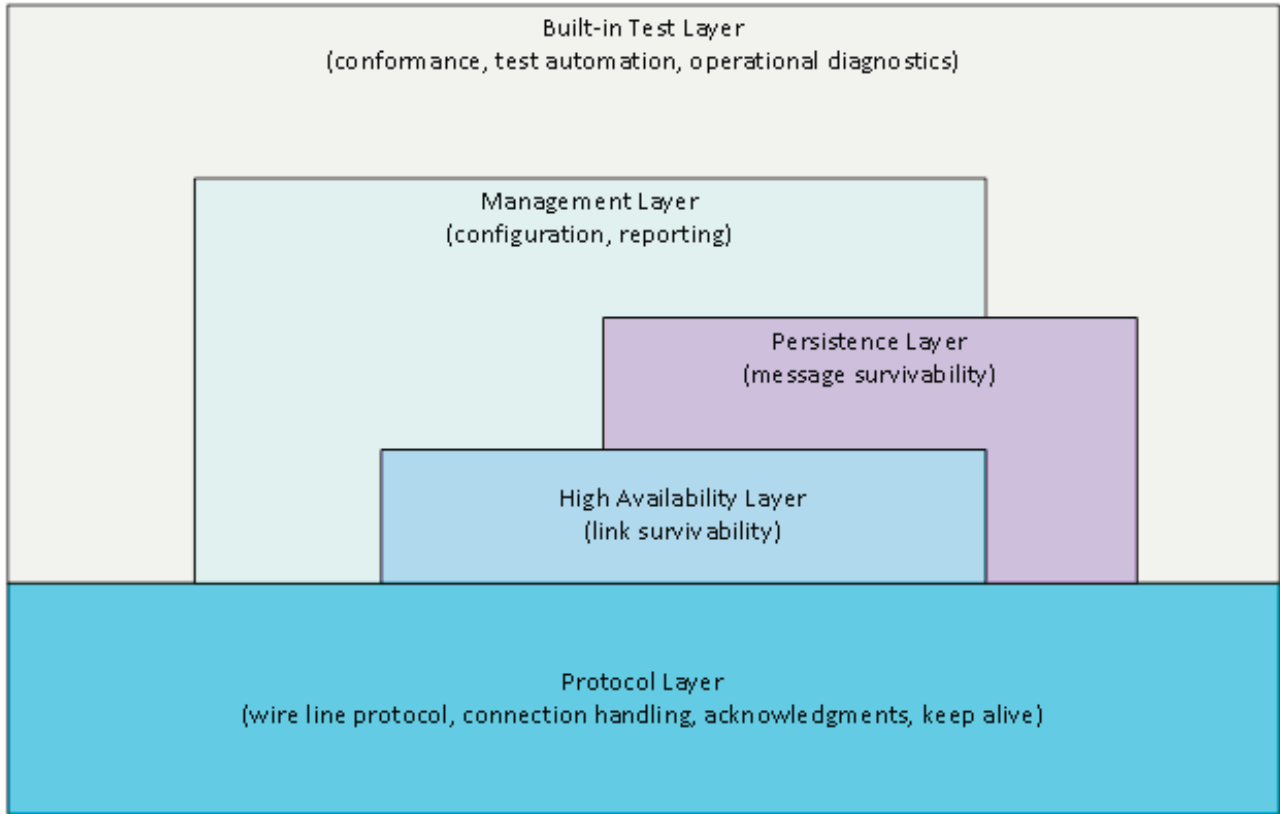 Built-in Test Layer
(conformance, test automation, operational diagnostics)
Management Layer
(configuration, reporting)
Persistence Layer
(message survivability)
High Availability Layer
(link survivability)
Protocol Layer
(wire line protocol, connection handling, acknowledgments, keep alive)